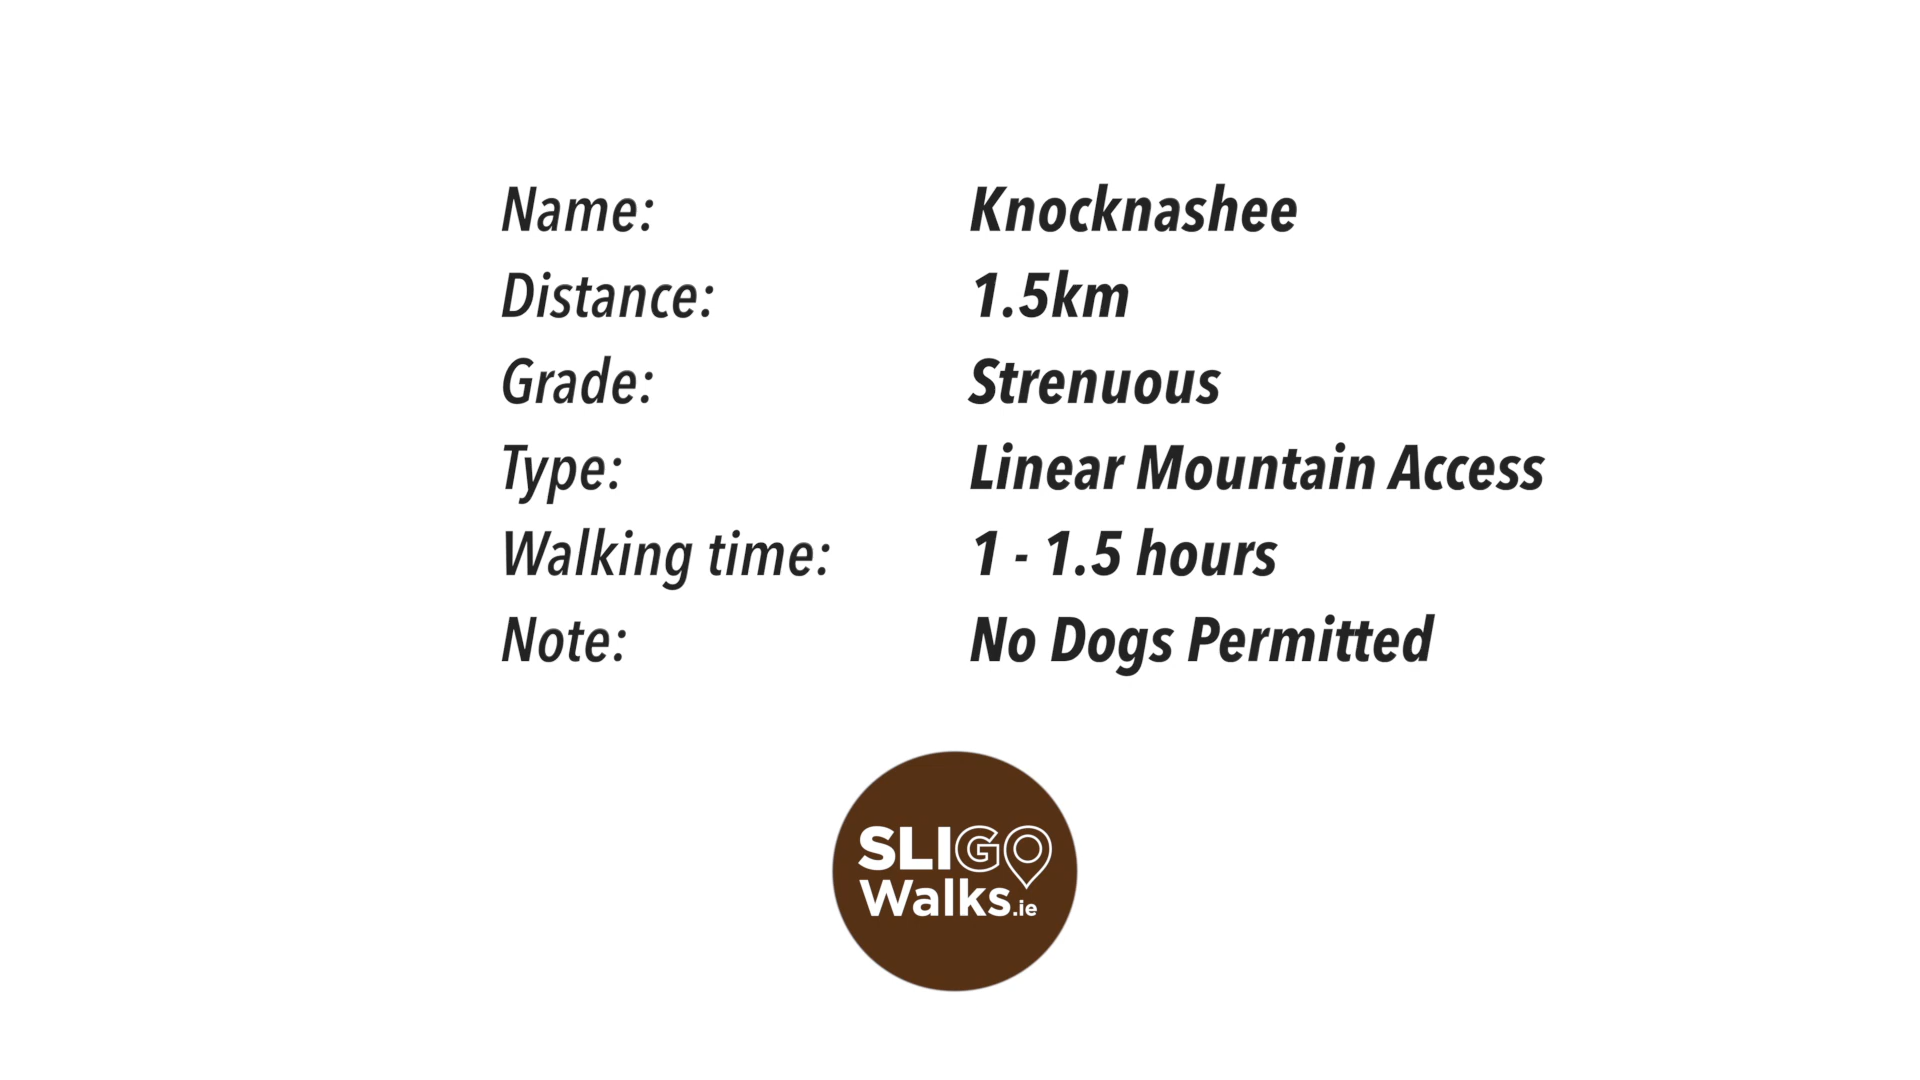 Name: Knocknashee
Distance: 1.5km
Grade: Strenuous
Type: Linear Mountain Access
Walking time: 1 - 1.5 hours
Note: No Dogs Permitted
SLIGO
Walks.ie